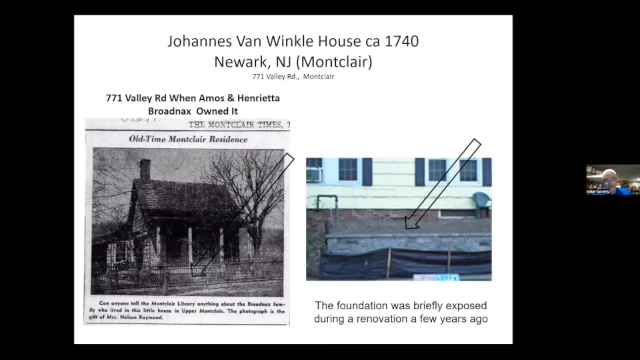 Johannes Van Winkle House ca 1740
Newark, NJ (Montclair)
771 Valley Rd., Montclair
771 Valley Rd When Amos & Henrietta
Broadnax Owned It
THE MONTCLAIR TIMES,
Old-Time Montclair Residence
Can anyone tell the Montclair Library anything about the Broadnax fam-
ily who lived in this little house in Upper Montclair. The photograph is the
gift of Mrs. Nelson Raymond.
The foundation was briefly exposed
during a renovation a few years ago